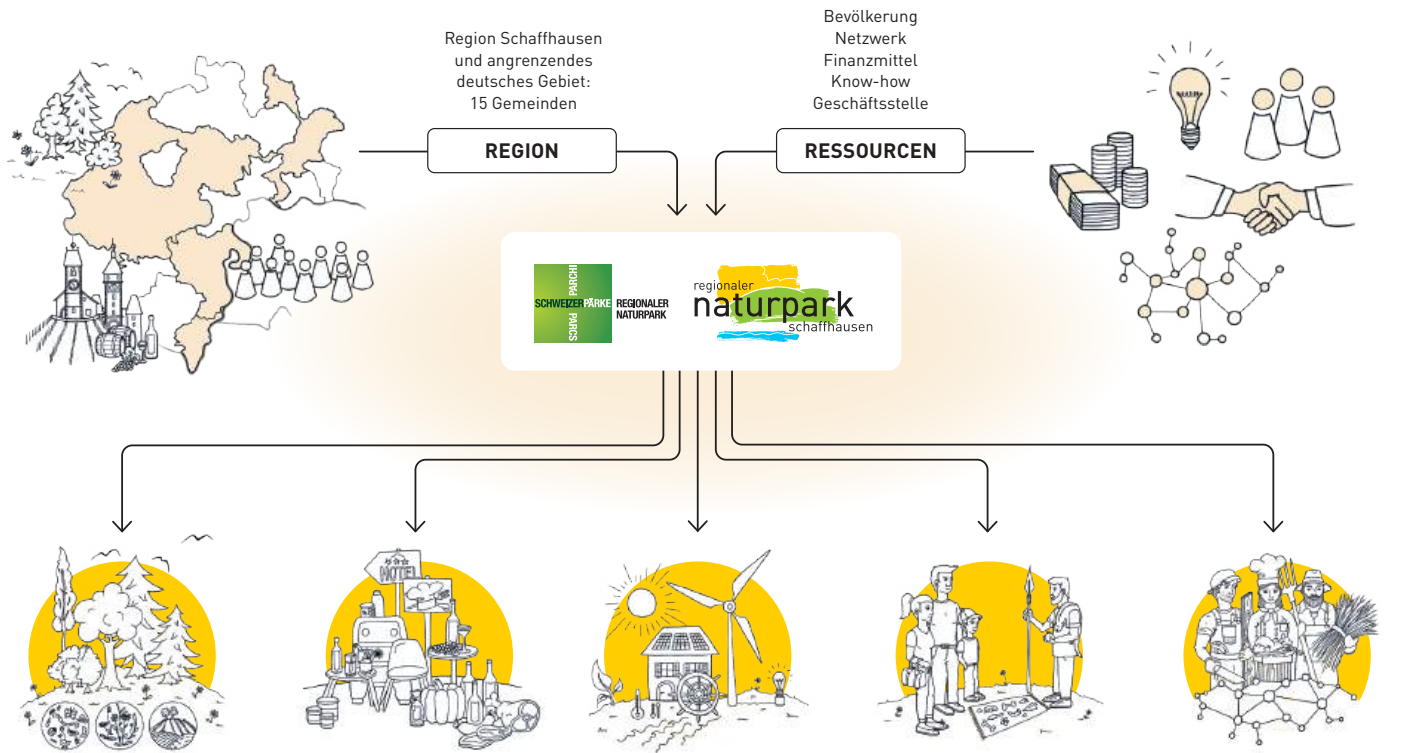 Region Schaffhausen
und angrenzendes
deutsches Gebiet:
15 Gemeinden
Bevölkerung
Netzwerk
Finanzmittel
Know-how
Geschäftsstelle
REGION
RESSOURCEN
SCHWEIZER PÄRKE
PARCHI
PARCS
REGIONALER
NATURPARK
regionaler
naturpark
schaffhausen
HOTEL